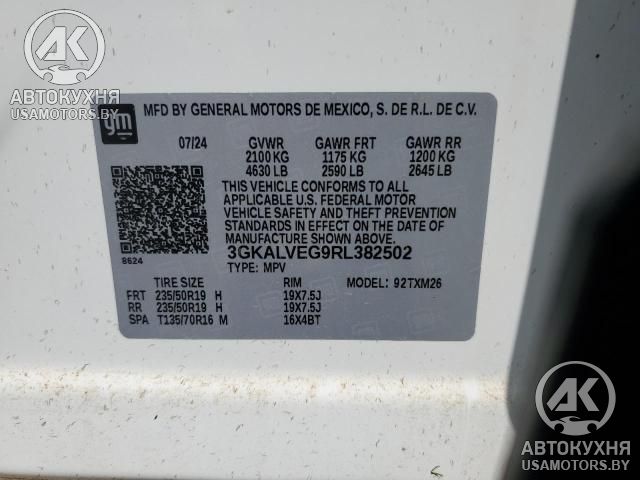 AK
АВТОКУХНЯ
USAMOTORS.BY
gm
MFD BY GENERAL MOTORS DE MEXICO, S. DE R.L. DE C.V.
07/24 GVWR GAWR FRT GAWR RR
2100 KG 1175 KG 1200 KG
4630 LB 2590 LB 2645 LB
THIS VEHICLE CONFORMS TO ALL
APPLICABLE U.S. FEDERAL MOTOR
VEHICLE SAFETY AND THEFT PREVENTION
STANDARDS IN EFFECT ON THE DATE OF
MANUFACTURE SHOWN ABOVE.
8624
3GKALVEG9RL382502
TYPE: MPV
TIRE SIZE RIM MODEL: 92TXM26
FRT 235/50R19 H 19X7.5J
RR 235/50R19 H 19X7.5J
SPA T135/70R16 M 16X4BT
AK
АВТОКУХНЯ
USAMOTORS.BY